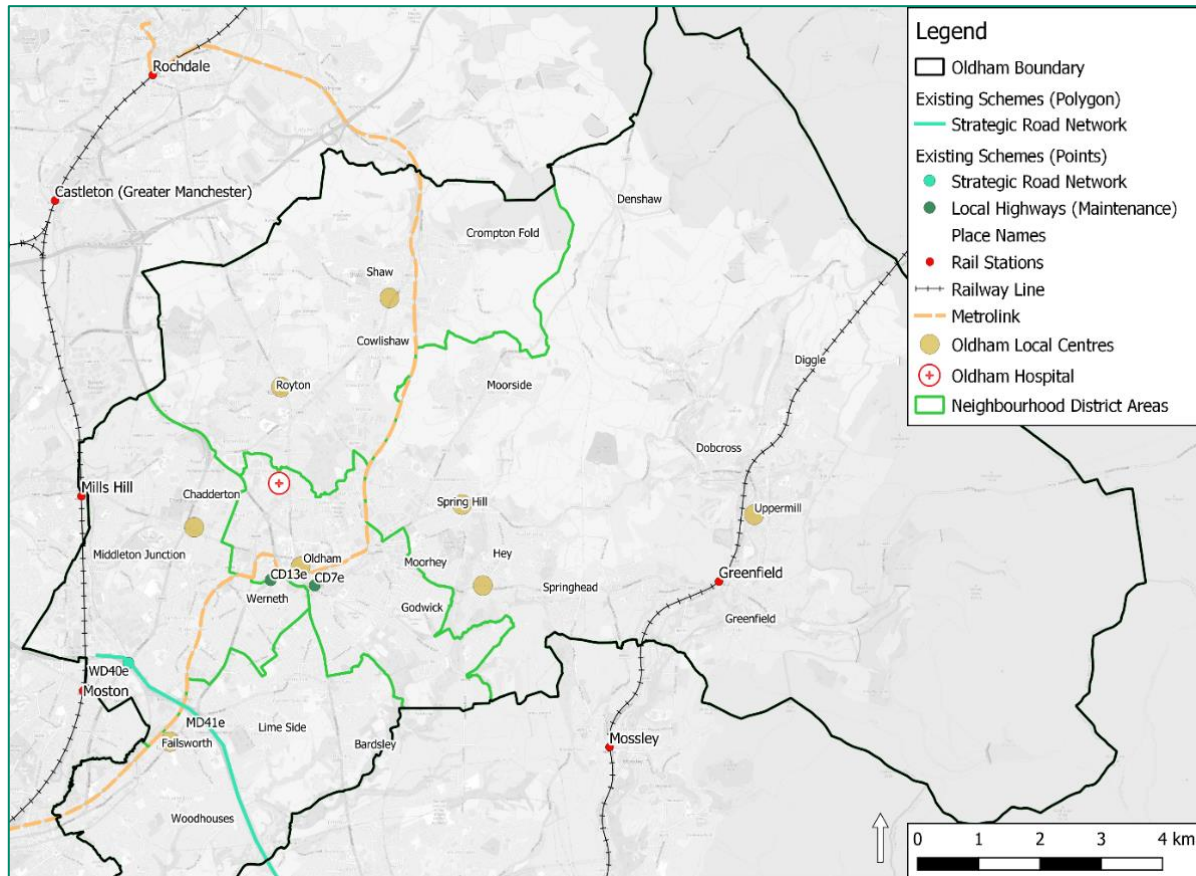 Legend
Oldham Boundary
Existing Schemes (Polygon)
Strategic Road Network
Existing Schemes (Points)
Strategic Road Network
Local Highways (Maintenance)
Place Names
Rail Stations
Railway Line
Metrolink
Oldham Local Centres
Oldham Hospital
Neighbourhood District Areas
Rochdale
Castleton (Greater Manchester)
Denshaw
Crompton Fold
Shaw
Cowlishaw
Diggle
Royton
Moorside
Dobcross
Mills Hill
Chadderton
Spring Hill
Uppermill
Middleton Junction
Oldham
Hey
Moorhey
CD13e
CD7e
Springhead
Greenfield
Werneth
Godwick
Greenfield
WD40e
Moston
MD41e
Lime Side
Failsworth
Bardsley
Mossley
Woodhouses
0 1 2 3 4 km